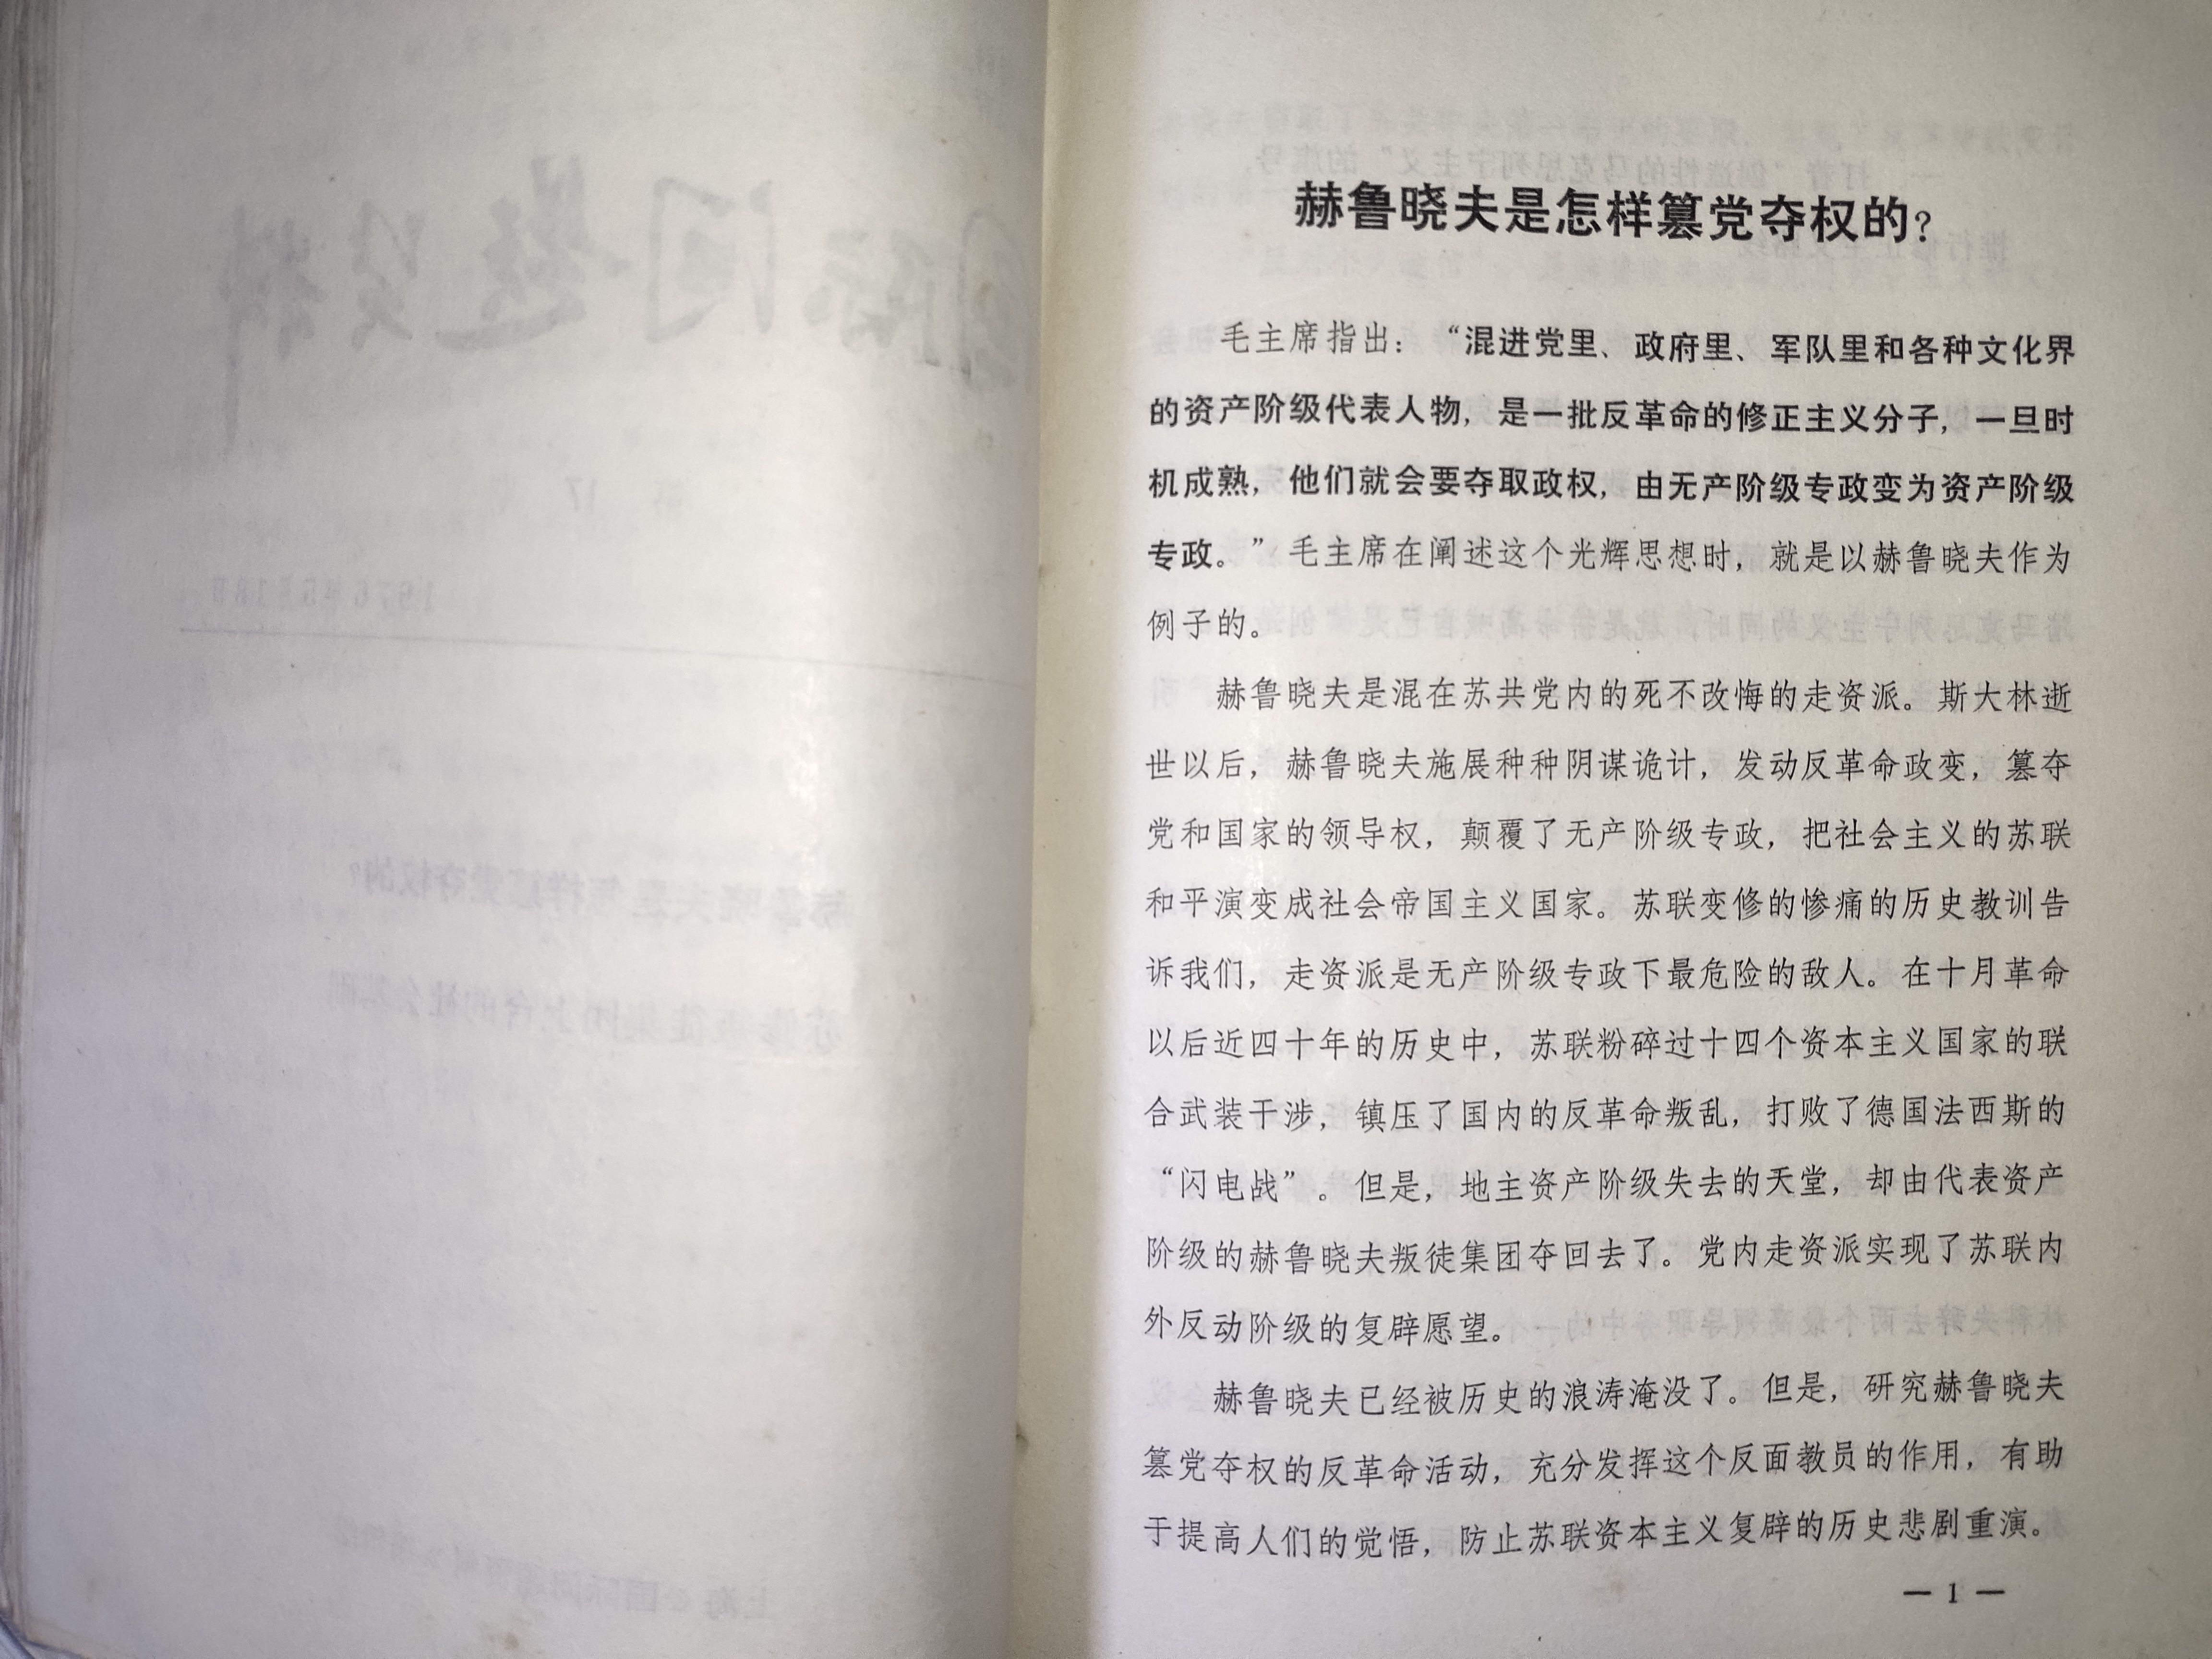 赫鲁晓夫是怎样篡党夺权的？
毛主席指出：“混进党里、政府里、军队里和各种文化界
的资产阶级代表人物，是一批反革命的修正主义分子，一旦时
机成熟，他们就会要夺取政权，由无产阶级专政变为资产阶级
专政。”毛主席在阐述这个光辉思想时，就是以赫鲁晓夫作为
例子的。
赫鲁晓夫是混在苏共党内的死不改悔的走资派。斯大林逝
世以后，赫鲁晓夫施展种种阴谋诡计，发动反革命政变，篡夺
党和国家的领导权，颠覆了无产阶级专政，把社会主义的苏联
和平演变成社会帝国主义国家。苏联变修的惨痛的历史教训告
诉我们，走资派是无产阶级专政下最危险的敌人。在十月革命
以后近四十年的历史中，苏联粉碎过十四个资本主义国家的联
合武装干涉，镇压了国内的反革命叛乱，打败了德国法西斯的
“闪电战”。但是，地主资产阶级失去的天堂，却由代表资产
阶级的赫鲁晓夫叛徒集团夺回去了。党内走资派实现了苏联内
外反动阶级的复辟愿望。
赫鲁晓夫已经被历史的浪涛淹没了。但是，研究赫鲁晓夫
篡党夺权的反革命活动，充分发挥这个反面教员的作用，有助
于提高人们的觉悟，防止苏联资本主义复辟的历史悲剧重演。
— 1 —